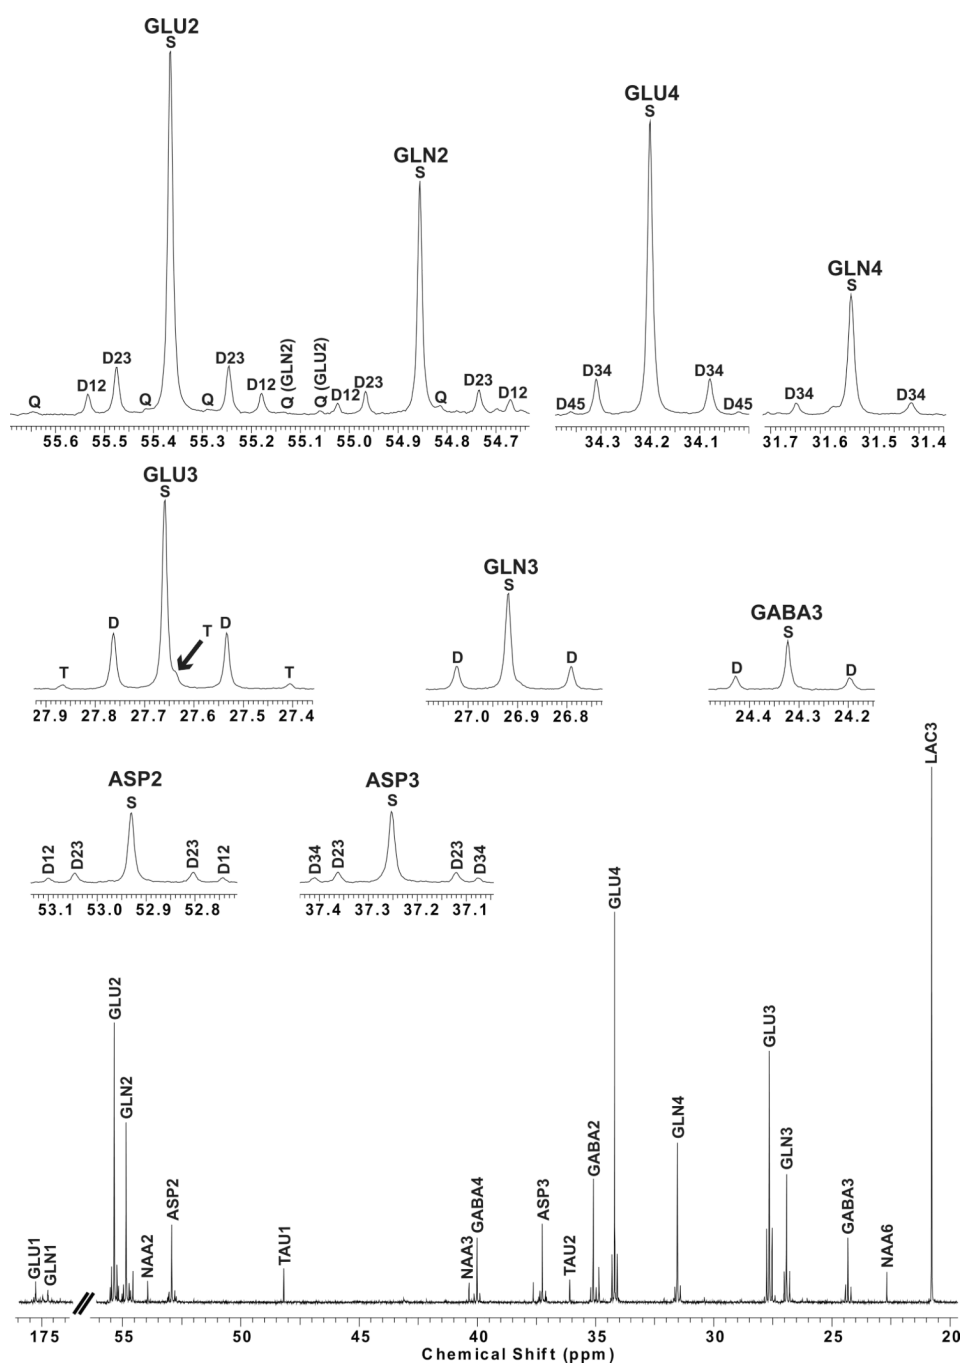 GLU2
S
GLN2
S
GLU4
S
GLN4
S
Q D12 D23 Q Q D23 D12 Q (GLN2) Q (GLU2) D12 D23 Q D23 D12
55.6 55.5 55.4 55.3 55.2 55.1 55.0 54.9 54.8 54.7
D45 D34 D34 D45
34.3 34.2 34.1
D34 D34
31.7 31.6 31.5 31.4
GLU3
S
T D T D T
27.9 27.8 27.7 27.6 27.5 27.4
GLN3
S
D D
27.0 26.9 26.8
GABA3
S
D D
24.4 24.3 24.2
ASP2
S
D12 D23 D23 D12
53.1 53.0 52.9 52.8
ASP3
S
D34 D23 D23 D34
37.4 37.3 37.2 37.1
GLU1 GLN1 GLU2 GLN2 NAA2 ASP2 TAU1 NAA3 GABA4 ASP3 TAU2 GABA2 GLU4 GLN4 GLU3 GLN3 GABA3 NAA6 LAC3
175 55 50 45 40 35 30 25 20
Chemical Shift (ppm)